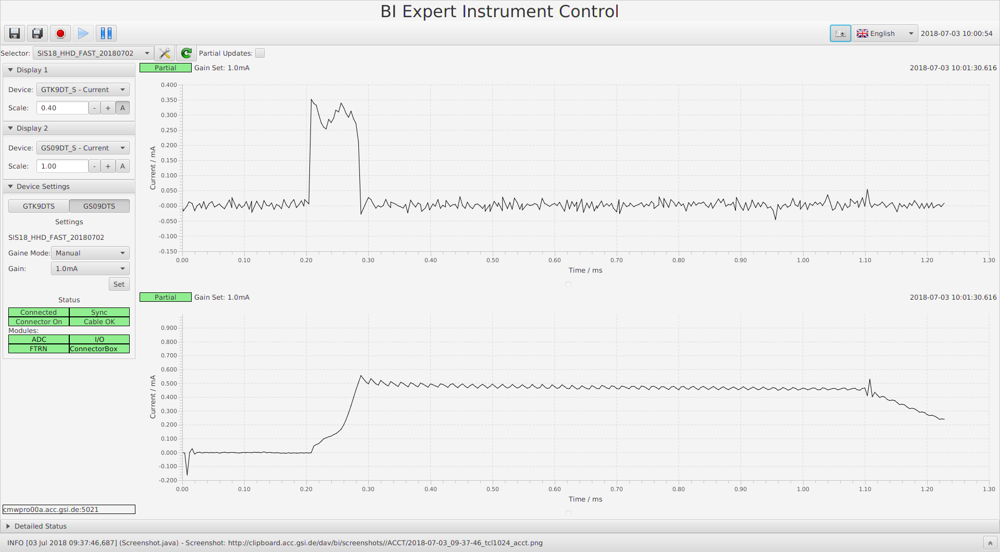 BI Expert Instrument Control
English
2018-07-03 10:00:54
Selector: SIS18_HHD_FAST_20180702 Partial Updates:
Display 1
Device: GTK9DT_S - Current
Scale: 0.40 - + A
Display 2
Device: GS09DT_S - Current
Scale: 1.00 - + A
Device Settings
GTK9DTS GS09DTS
Settings
SIS18_HHD_FAST_20180702
Gaine Mode: Manual
Gain: 1.0mA
Set
Status
Connected Sync
Connector On Cable OK
Modules:
ADC I/O
FTRN ConnectorBox
cmwpro00a.acc.gsi.de:5021
Partial Gain Set: 1.0mA 2018-07-03 10:01:30.616
Current / mA
0.400
0.350
0.300
0.250
0.200
0.150
0.100
0.050
-0.000
-0.050
-0.100
-0.150
0.00 0.10 0.20 0.30 0.40 0.50 0.60 0.70 0.80 0.90 1.00 1.10 1.20 1.30
Time / ms
Partial Gain Set: 1.0mA 2018-07-03 10:01:30.616
Current / mA
0.900
0.800
0.700
0.600
0.500
0.400
0.300
0.200
0.100
0.000
-0.100
-0.200
0.00 0.10 0.20 0.30 0.40 0.50 0.60 0.70 0.80 0.90 1.00 1.10 1.20 1.30
Time / ms
Detailed Status
INFO [03 Jul 2018 09:37:46,687] (Screenshot.java) - Screenshot: http://clipboard.acc.gsi.de/dav/bi/screenshots//ACCT/2018-07-03_09-37-46_tcl1024_acct.png